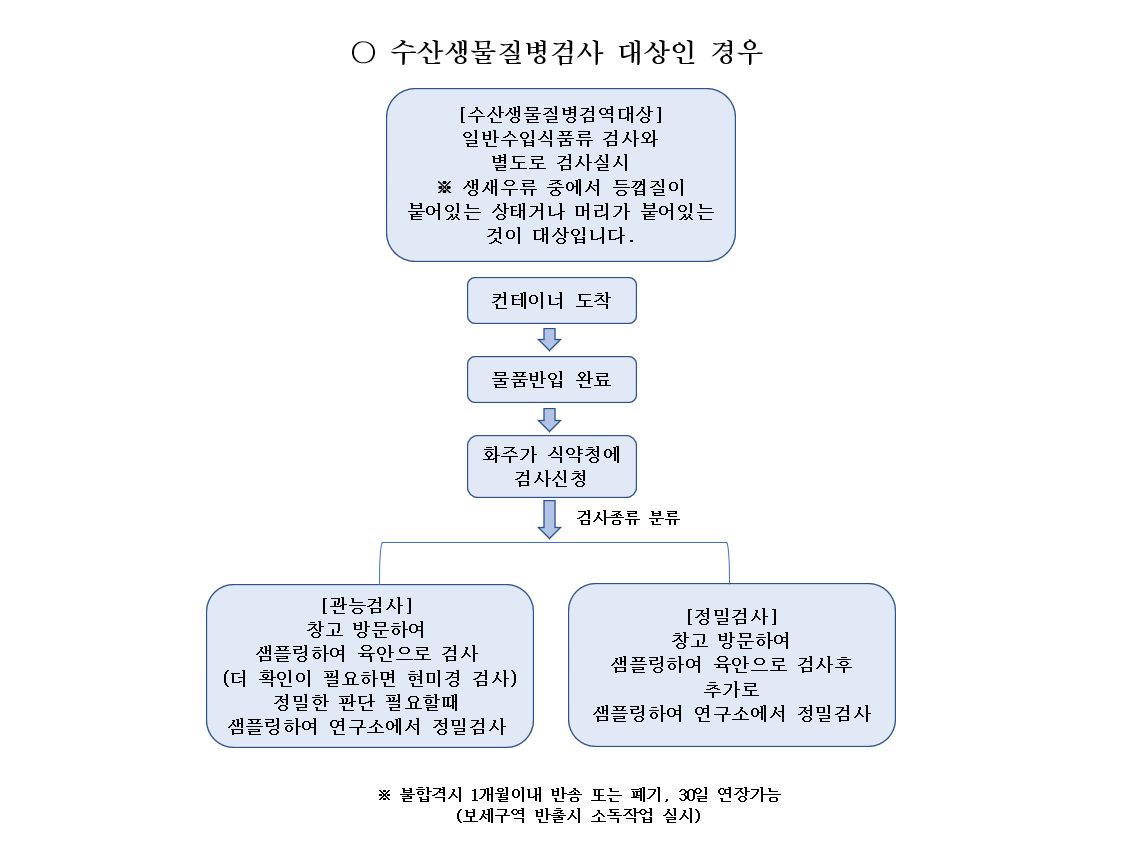 ○ 수산생물질병검사 대상인 경우
[수산생물질병검역대상]
일반수입식품류 검사와
별도로 검사실시
※ 생새우류 중에서 등껍질이
붙어있는 상태거나 머리가 붙어있는
것이 대상입니다.
컨테이너 도착
물품반입 완료
화주가 식약청에
검사신청
검사종류 분류
[관능검사]
창고 방문하여
샘플링하여 육안으로 검사
(더 확인이 필요하면 현미경 검사)
정밀한 판단 필요할때
샘플링하여 연구소에서 정밀검사
[정밀검사]
창고 방문하여
샘플링하여 육안으로 검사후
추가로
샘플링하여 연구소에서 정밀검사
※ 불합격시 1개월이내 반송 또는 폐기, 30일 연장가능
(보세구역 반출시 소독작업 실시)